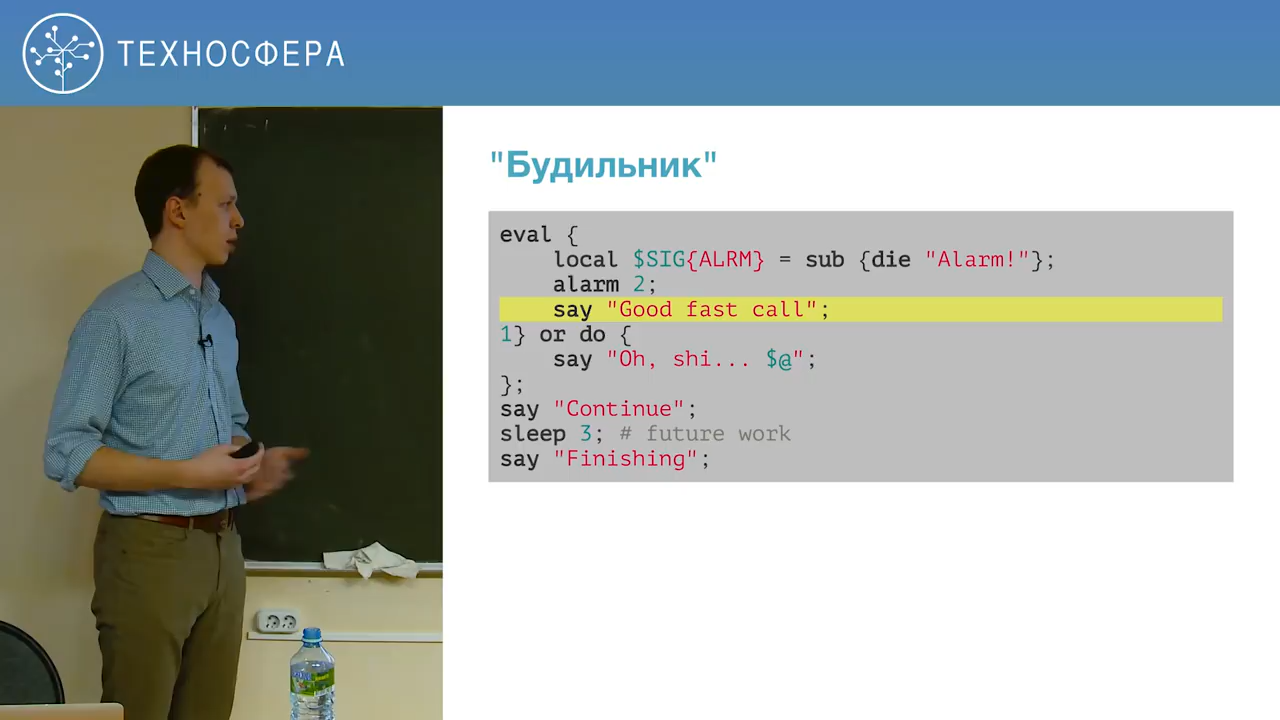 ТЕХНОСФЕРА
"Будильник"
eval {
    local $SIG{ALRM} = sub {die "Alarm!"};
    alarm 2;
    say "Good fast call";
1} or do {
    say "Oh, shi... $@";
};
say "Continue";
sleep 3; # future work
say "Finishing";